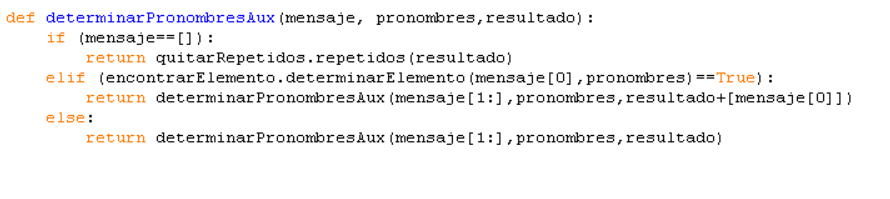 def determinarPronombresAux(mensaje, pronombres,resultado):
    if (mensaje==[]):
        return quitarRepetidos.repetidos(resultado)
    elif (encontrarElemento.determinarElemento(mensaje[0],pronombres)==True):
        return determinarPronombresAux(mensaje[1:],pronombres,resultado+[mensaje[0]])
    else:
        return determinarPronombresAux(mensaje[1:],pronombres,resultado)